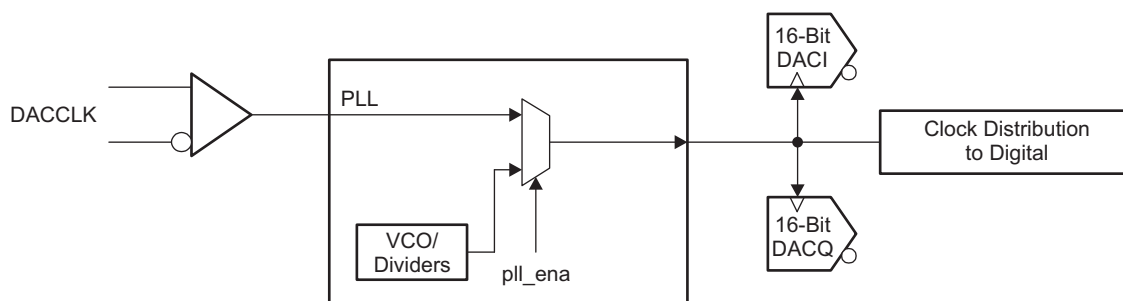 16-Bit
DACI
DACCLK
PLL
Clock Distribution
to Digital
VCO/
Dividers
pll_ena
16-Bit
DACQ